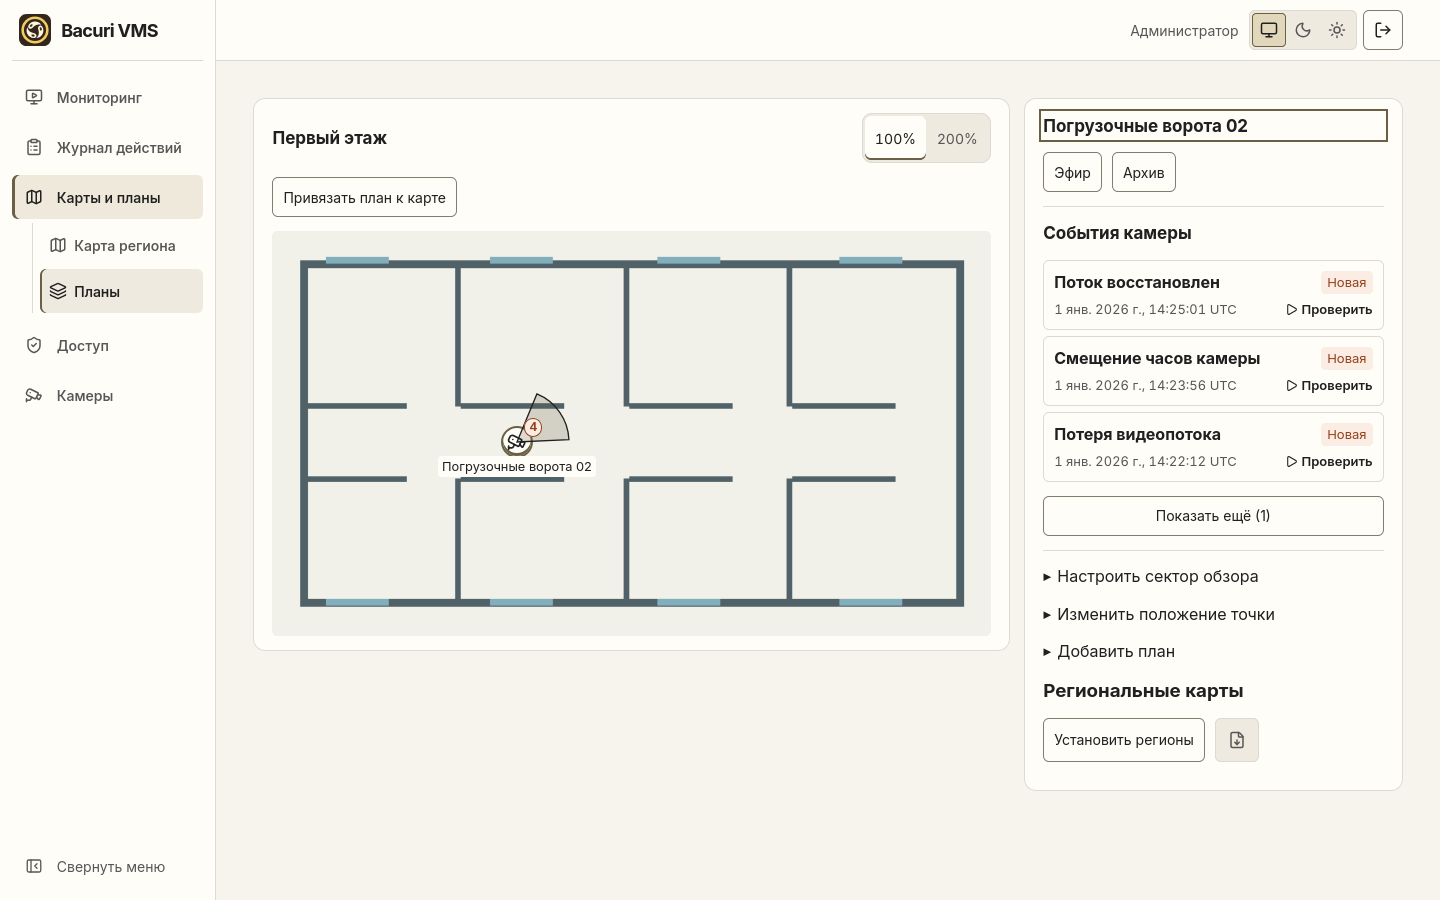 Bacuri VMS
Администратор
Мониторинг
Журнал действий
Карты и планы
Карта региона
Планы
Доступ
Камеры
Свернуть меню
Первый этаж
100%
200%
Привязать план к карте
4
Погрузочные ворота 02
Погрузочные ворота 02
Эфир
Архив
События камеры
Поток восстановлен
Новая
1 янв. 2026 г., 14:25:01 UTC
Проверить
Смещение часов камеры
Новая
1 янв. 2026 г., 14:23:56 UTC
Проверить
Потеря видеопотока
Новая
1 янв. 2026 г., 14:22:12 UTC
Проверить
Показать ещё (1)
Настроить сектор обзора
Изменить положение точки
Добавить план
Региональные карты
Установить регионы